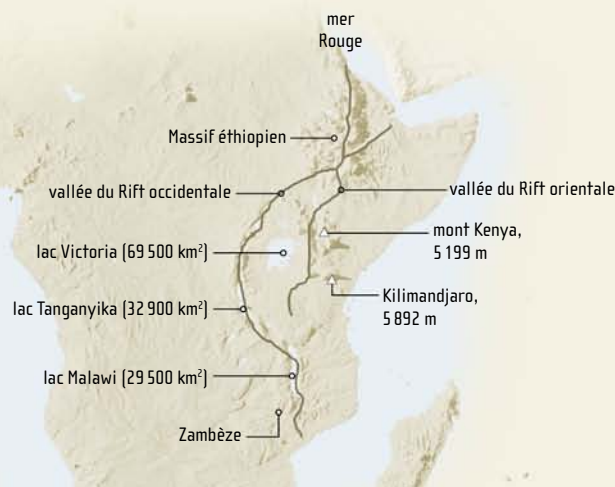 mer
Rouge
Massif éthiopien
vallée du Rift occidentale
vallée du Rift orientale
mont Kenya,
5 199 m
lac Victoria (69 500 km²)
Kilimandjaro,
5 892 m
lac Tanganyika (32 900 km²)
lac Malawi (29 500 km²)
Zambèze